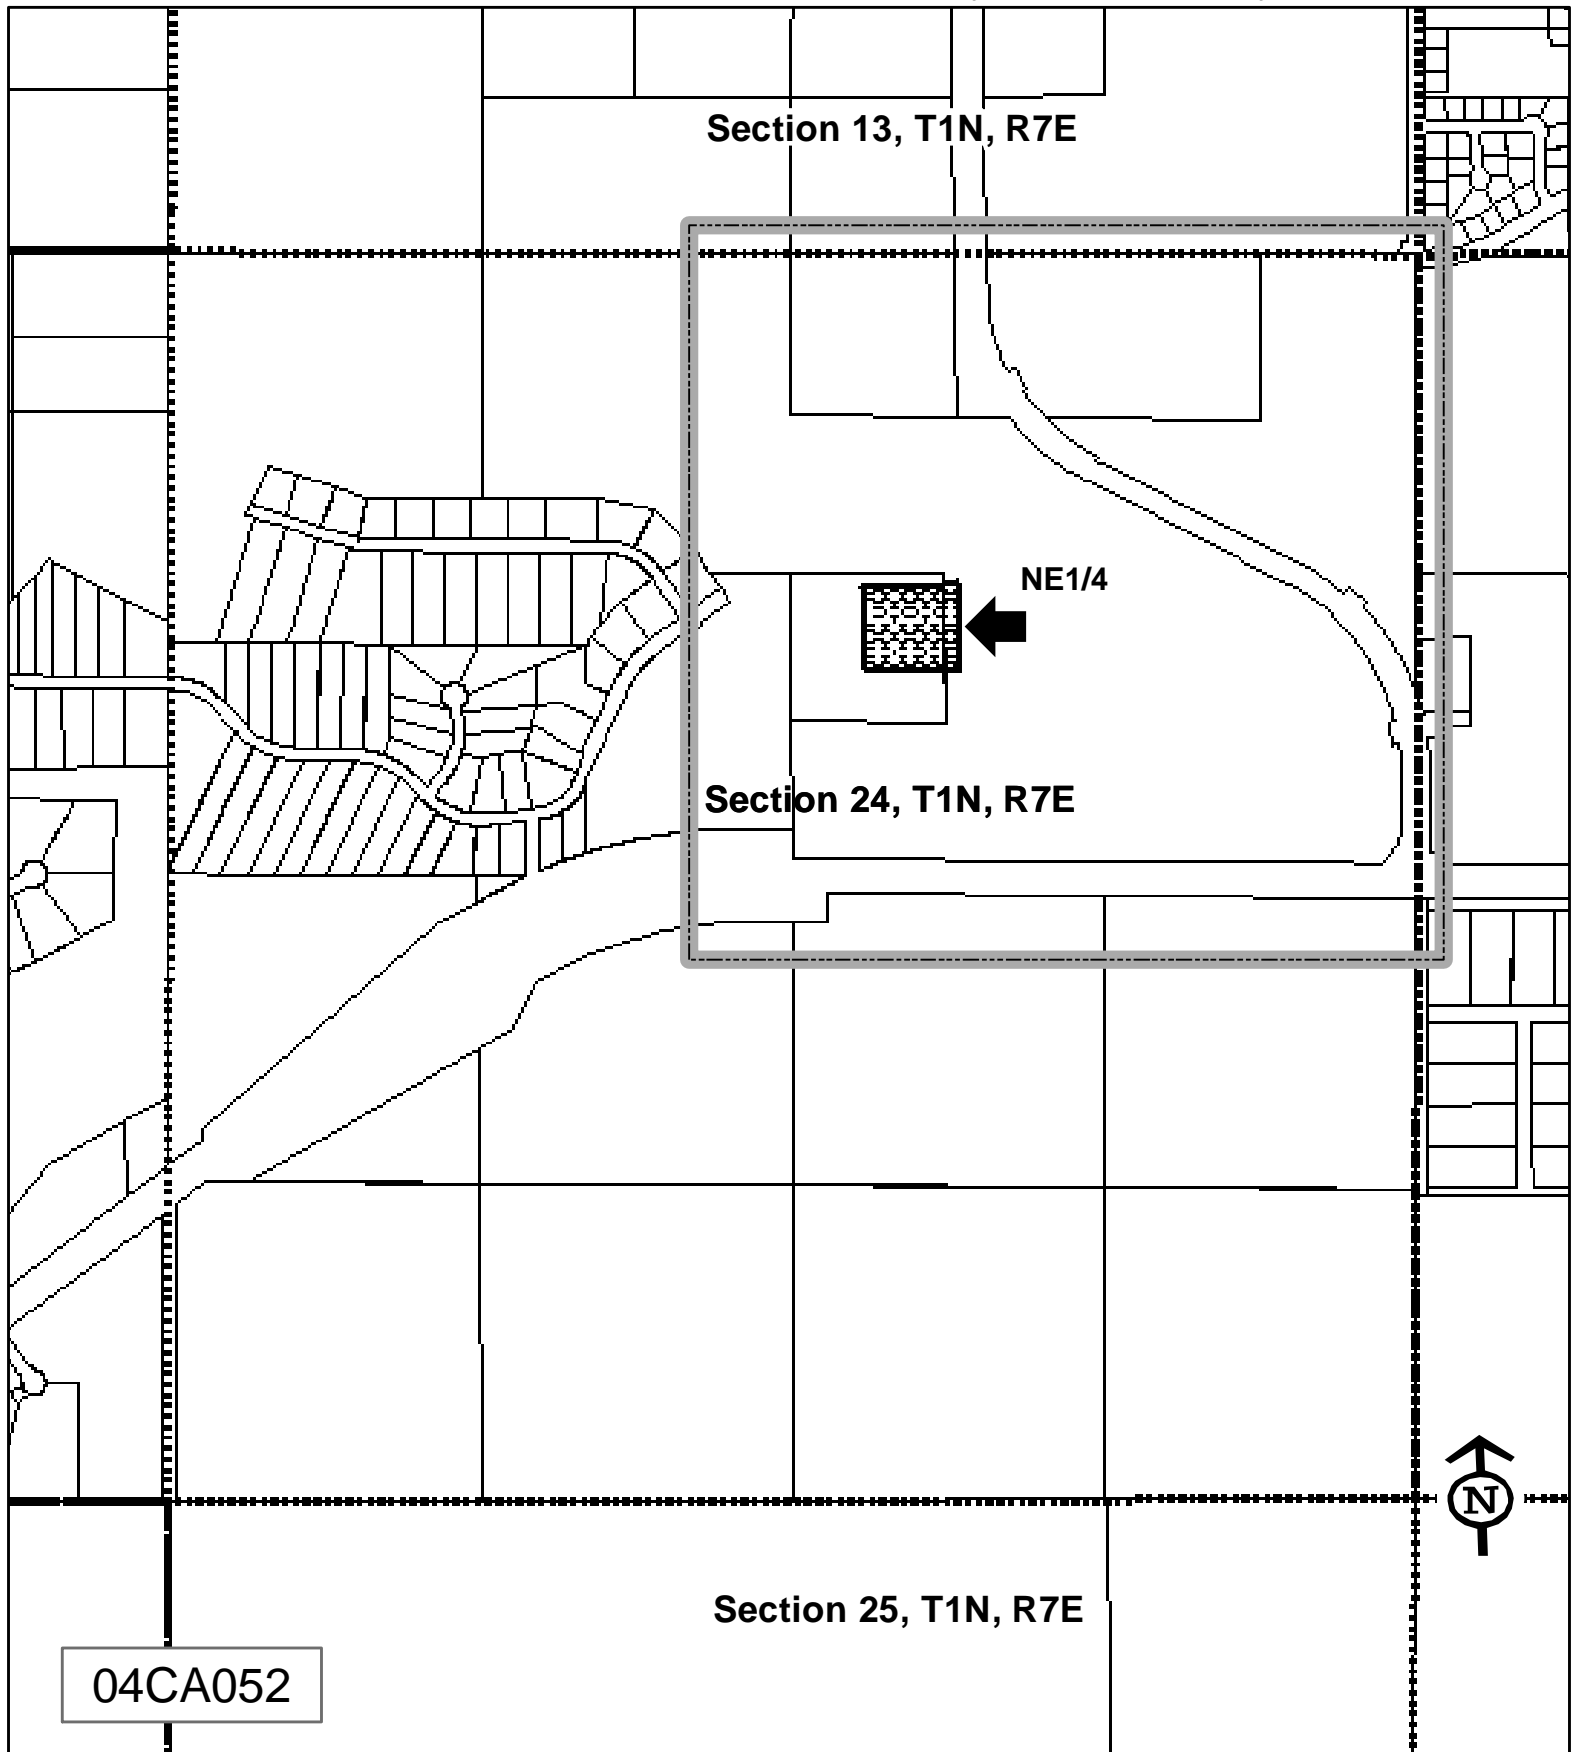 Section 13, T1N, R7E
NE1/4
Section 24, T1N, R7E
N
Section 25, T1N, R7E
04CA052